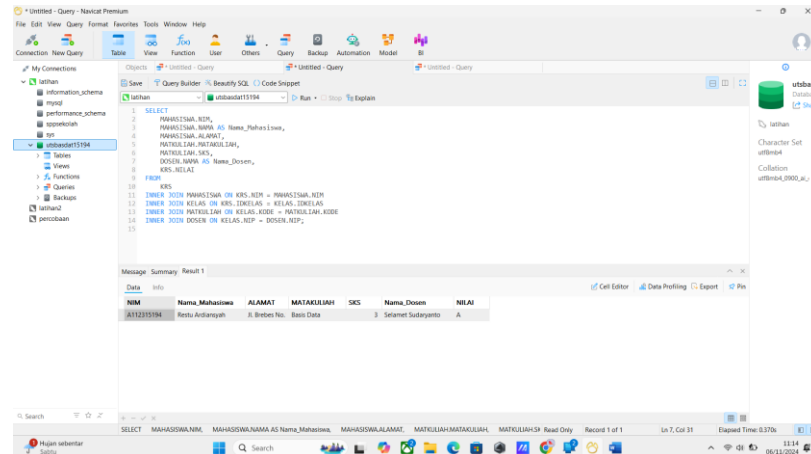 * Untitled - Query - Navicat Premium
File Edit View Query Format Favorites Tools Window Help
Connection New Query Table View Function User Others Query Backup Automation Model BI
My Connections
Objects * Untitled - Query * Untitled - Query * Untitled - Query
latihan
information_schema
mysql
performance_schema
sppsekolah
sys
utsbasdat15194
Tables
Views
Functions
Queries
Backups
latihan2
percobaan
Save Query Builder Beautify SQL () Code Snippet
latihan utsbasdat15194 Run Stop Explain
1 SELECT
2 MAHASISWA.NIM,
3 MAHASISWA.NAMA AS Nama_Mahasiswa,
4 MAHASISWA.ALAMAT,
5 MATKULIAH.MATAKULIAH,
6 MATKULIAH.SKS,
7 DOSEN.NAMA AS Nama_Dosen,
8 KRS.NILAI
9 FROM
10 KRS
11 INNER JOIN MAHASISWA ON KRS.NIM = MAHASISWA.NIM
12 INNER JOIN KELAS ON KRS.IDKELAS = KELAS.IDKELAS
13 INNER JOIN MATKULIAH ON KELAS.KODE = MATKULIAH.KODE
14 INNER JOIN DOSEN ON KELAS.NIP = DOSEN.NIP;
15
Message Summary Result 1
Data Info Cell Editor Data Profiling Export Pin
NIM Nama_Mahasiswa ALAMAT MATAKULIAH SKS Nama_Dosen NILAI
A112315194 Restu Ardiansyah Jl. Brebes No. Basis Data 3 Selamet Sudaryanto A
utsba
Datab
Sh
latihan
Character Set
utf8mb4
Collation
utf8mb4_0900_ai_
Search
SELECT MAHASISWA.NIM, MAHASISWA.NAMA AS Nama_Mahasiswa, MAHASISWA.ALAMAT, MATKULIAH.MATAKULIAH, MATKULIAH.SK Read Only Record 1 of 1 Ln 7, Col 31 Elapsed Time: 0.370s
Hujan sebentar
Sabtu
Search
11:14
06/11/2024